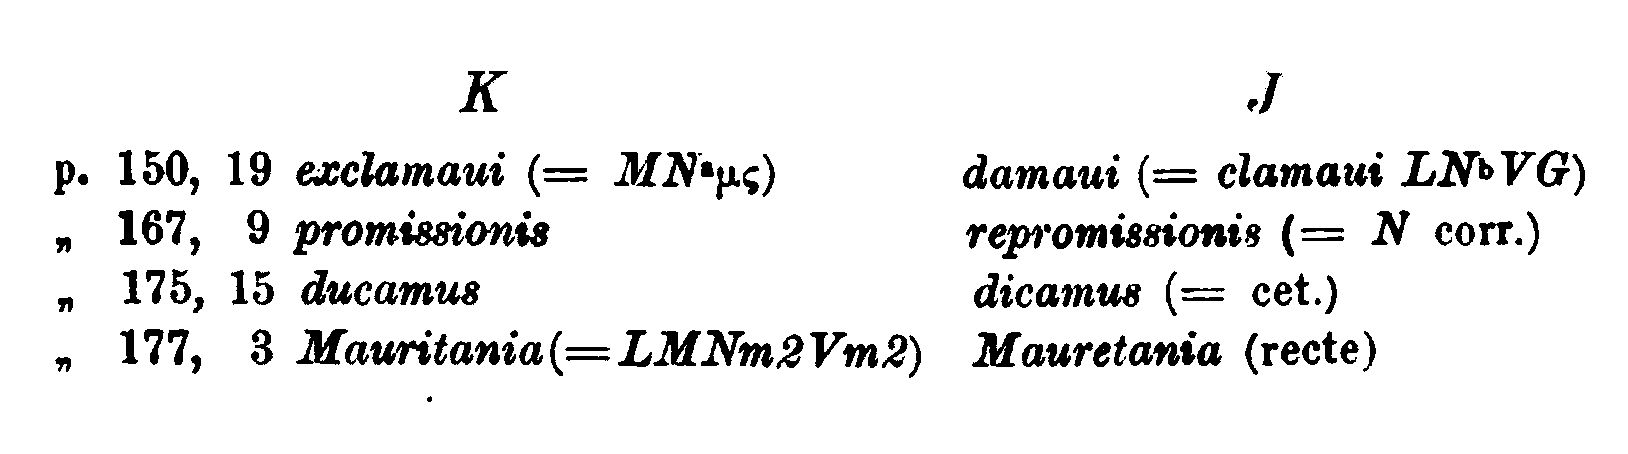 K J
p. 150, 19 exclamaui (= MNᵃμς) damaui (= clamaui LNᵇVG)
„ 167, 9 promissionis repromissionis (= N corr.)
„ 175, 15 ducamus dicamus (= cet.)
„ 177, 3 Mauritania (= LMNm2Vm2) Mauretania (recte)